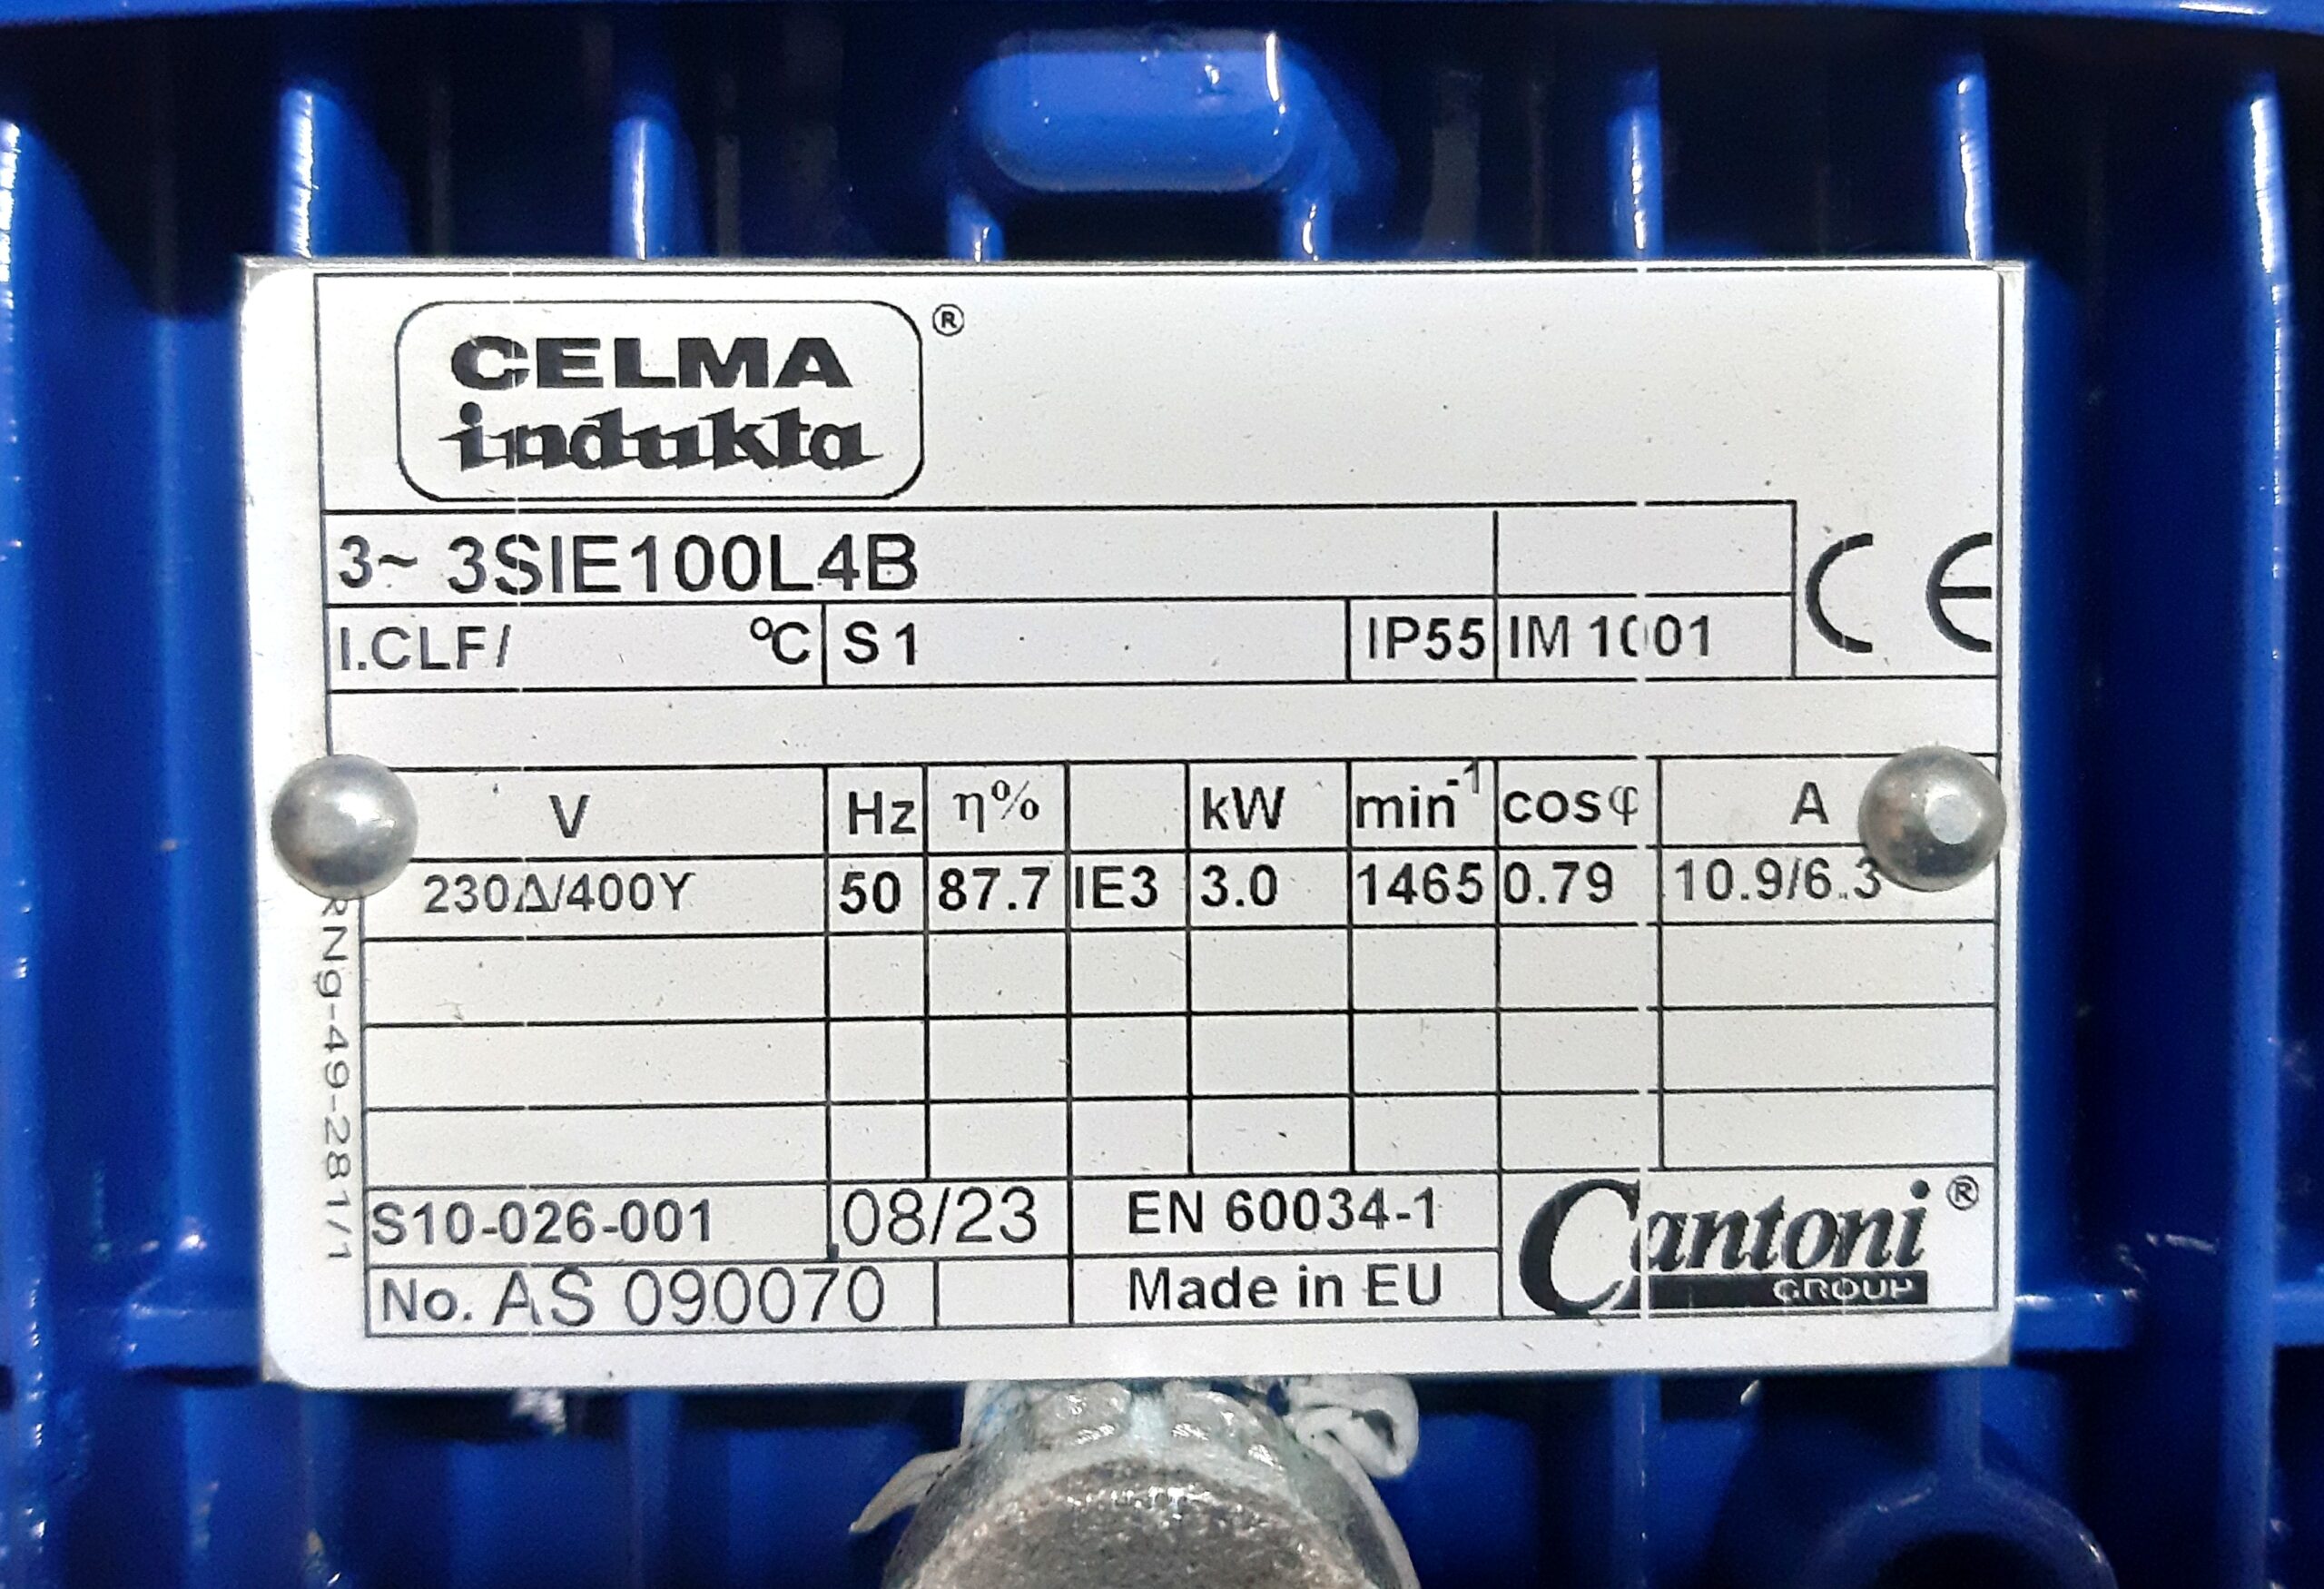 CELMA ®
indukta
3~ 3SIE100L4B
I.CLF/ °C S1 IP55 IM 1001
CE
V Hz η% kW min⁻¹ cosφ A
230Δ/400Y 50 87.7 IE3 3.0 1465 0.79 10.9/6.3
RN9-49-281/1
S10-026-001 08/23 EN 60034-1
No. AS 090070 Made in EU
Cantoni ®
GROUP